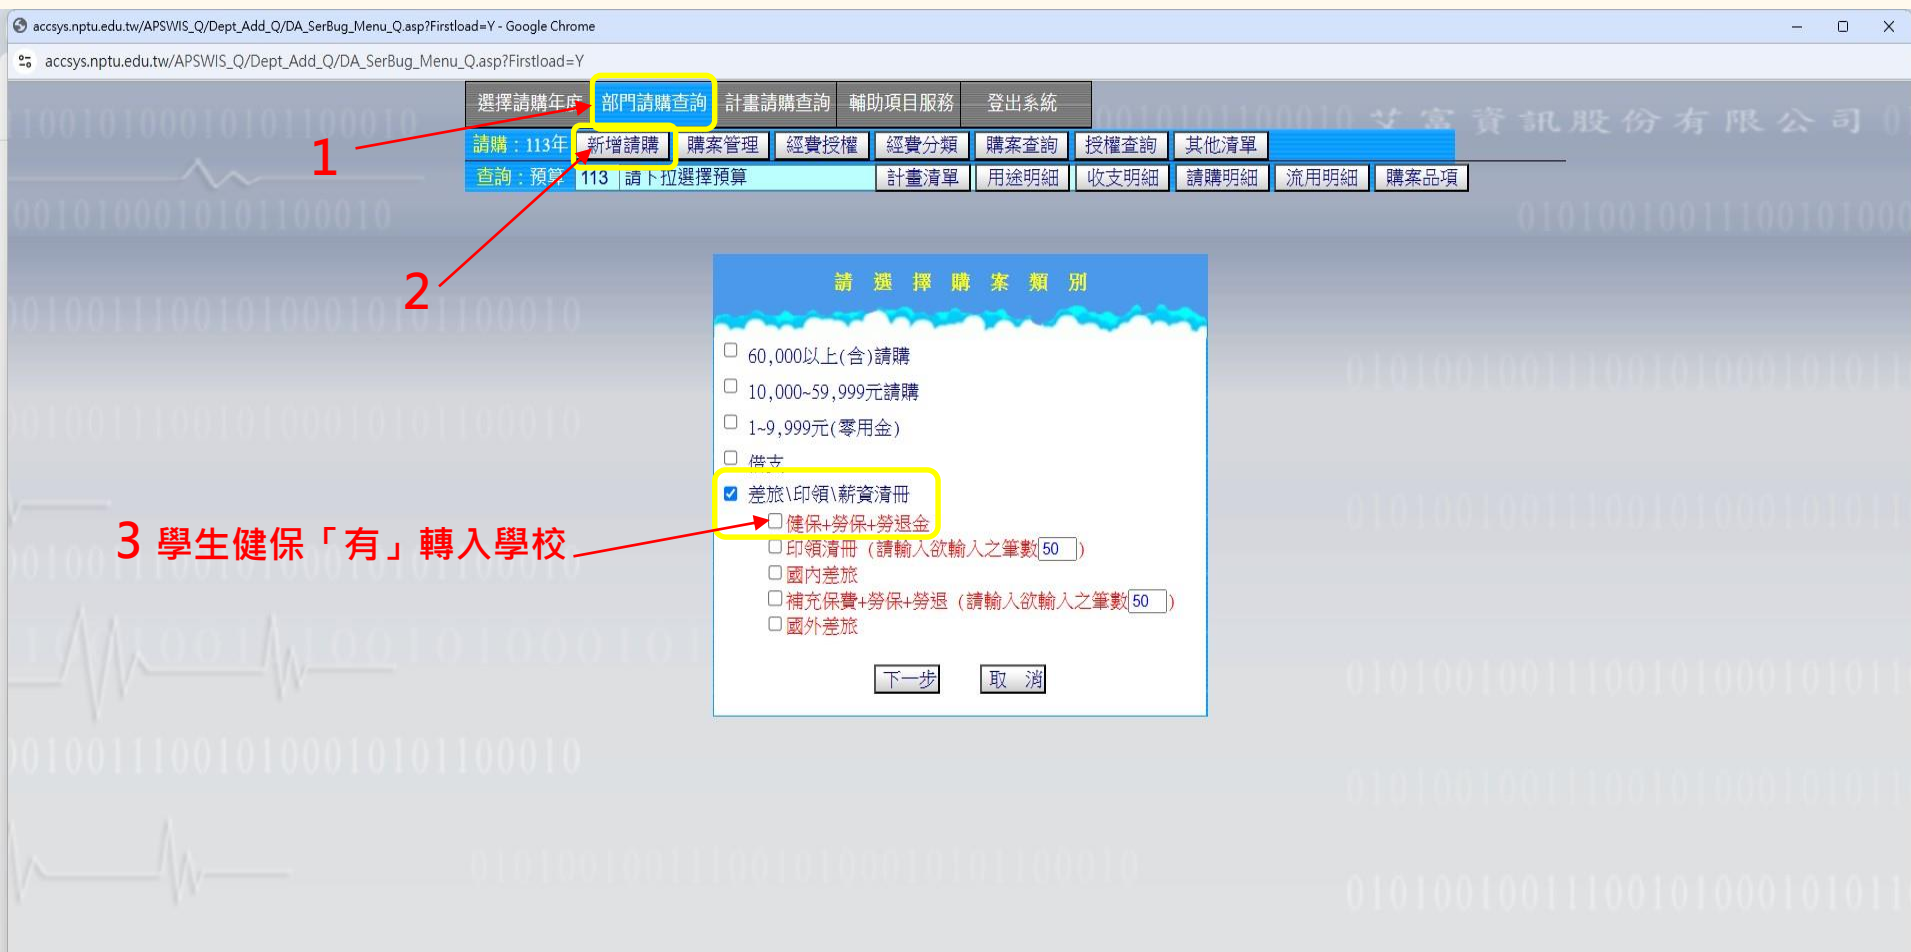 accsys.nptu.edu.tw/APSWIS_Q/Dept_Add_Q/DA_SerBug_Menu_Q.asp?Firstload=Y - Google Chrome
accsys.nptu.edu.tw/APSWIS_Q/Dept_Add_Q/DA_SerBug_Menu_Q.asp?Firstload=Y
選擇請購年度 部門請購查詢 計畫請購查詢 輔助項目服務 登出系統
艾富資訊股份有限公司
1
請購：113年 新增請購 購案管理 經費授權 經費分類 購案查詢 授權查詢 其他清單
查詢：預算 113 請下拉選擇預算 計畫清單 用途明細 收支明細 請購明細 流用明細 購案品項
2
請選擇購案類別
60,000以上(含)請購
10,000~59,999元請購
1~9,999元(零用金)
借支
差旅\印領\薪資清冊
健保+勞保+勞退金
3 學生健保「有」轉入學校
印領清冊 (請輸入欲輸入之筆數 50 )
國內差旅
補充保費+勞保+勞退 (請輸入欲輸入之筆數 50 )
國外差旅
下一步 取 消